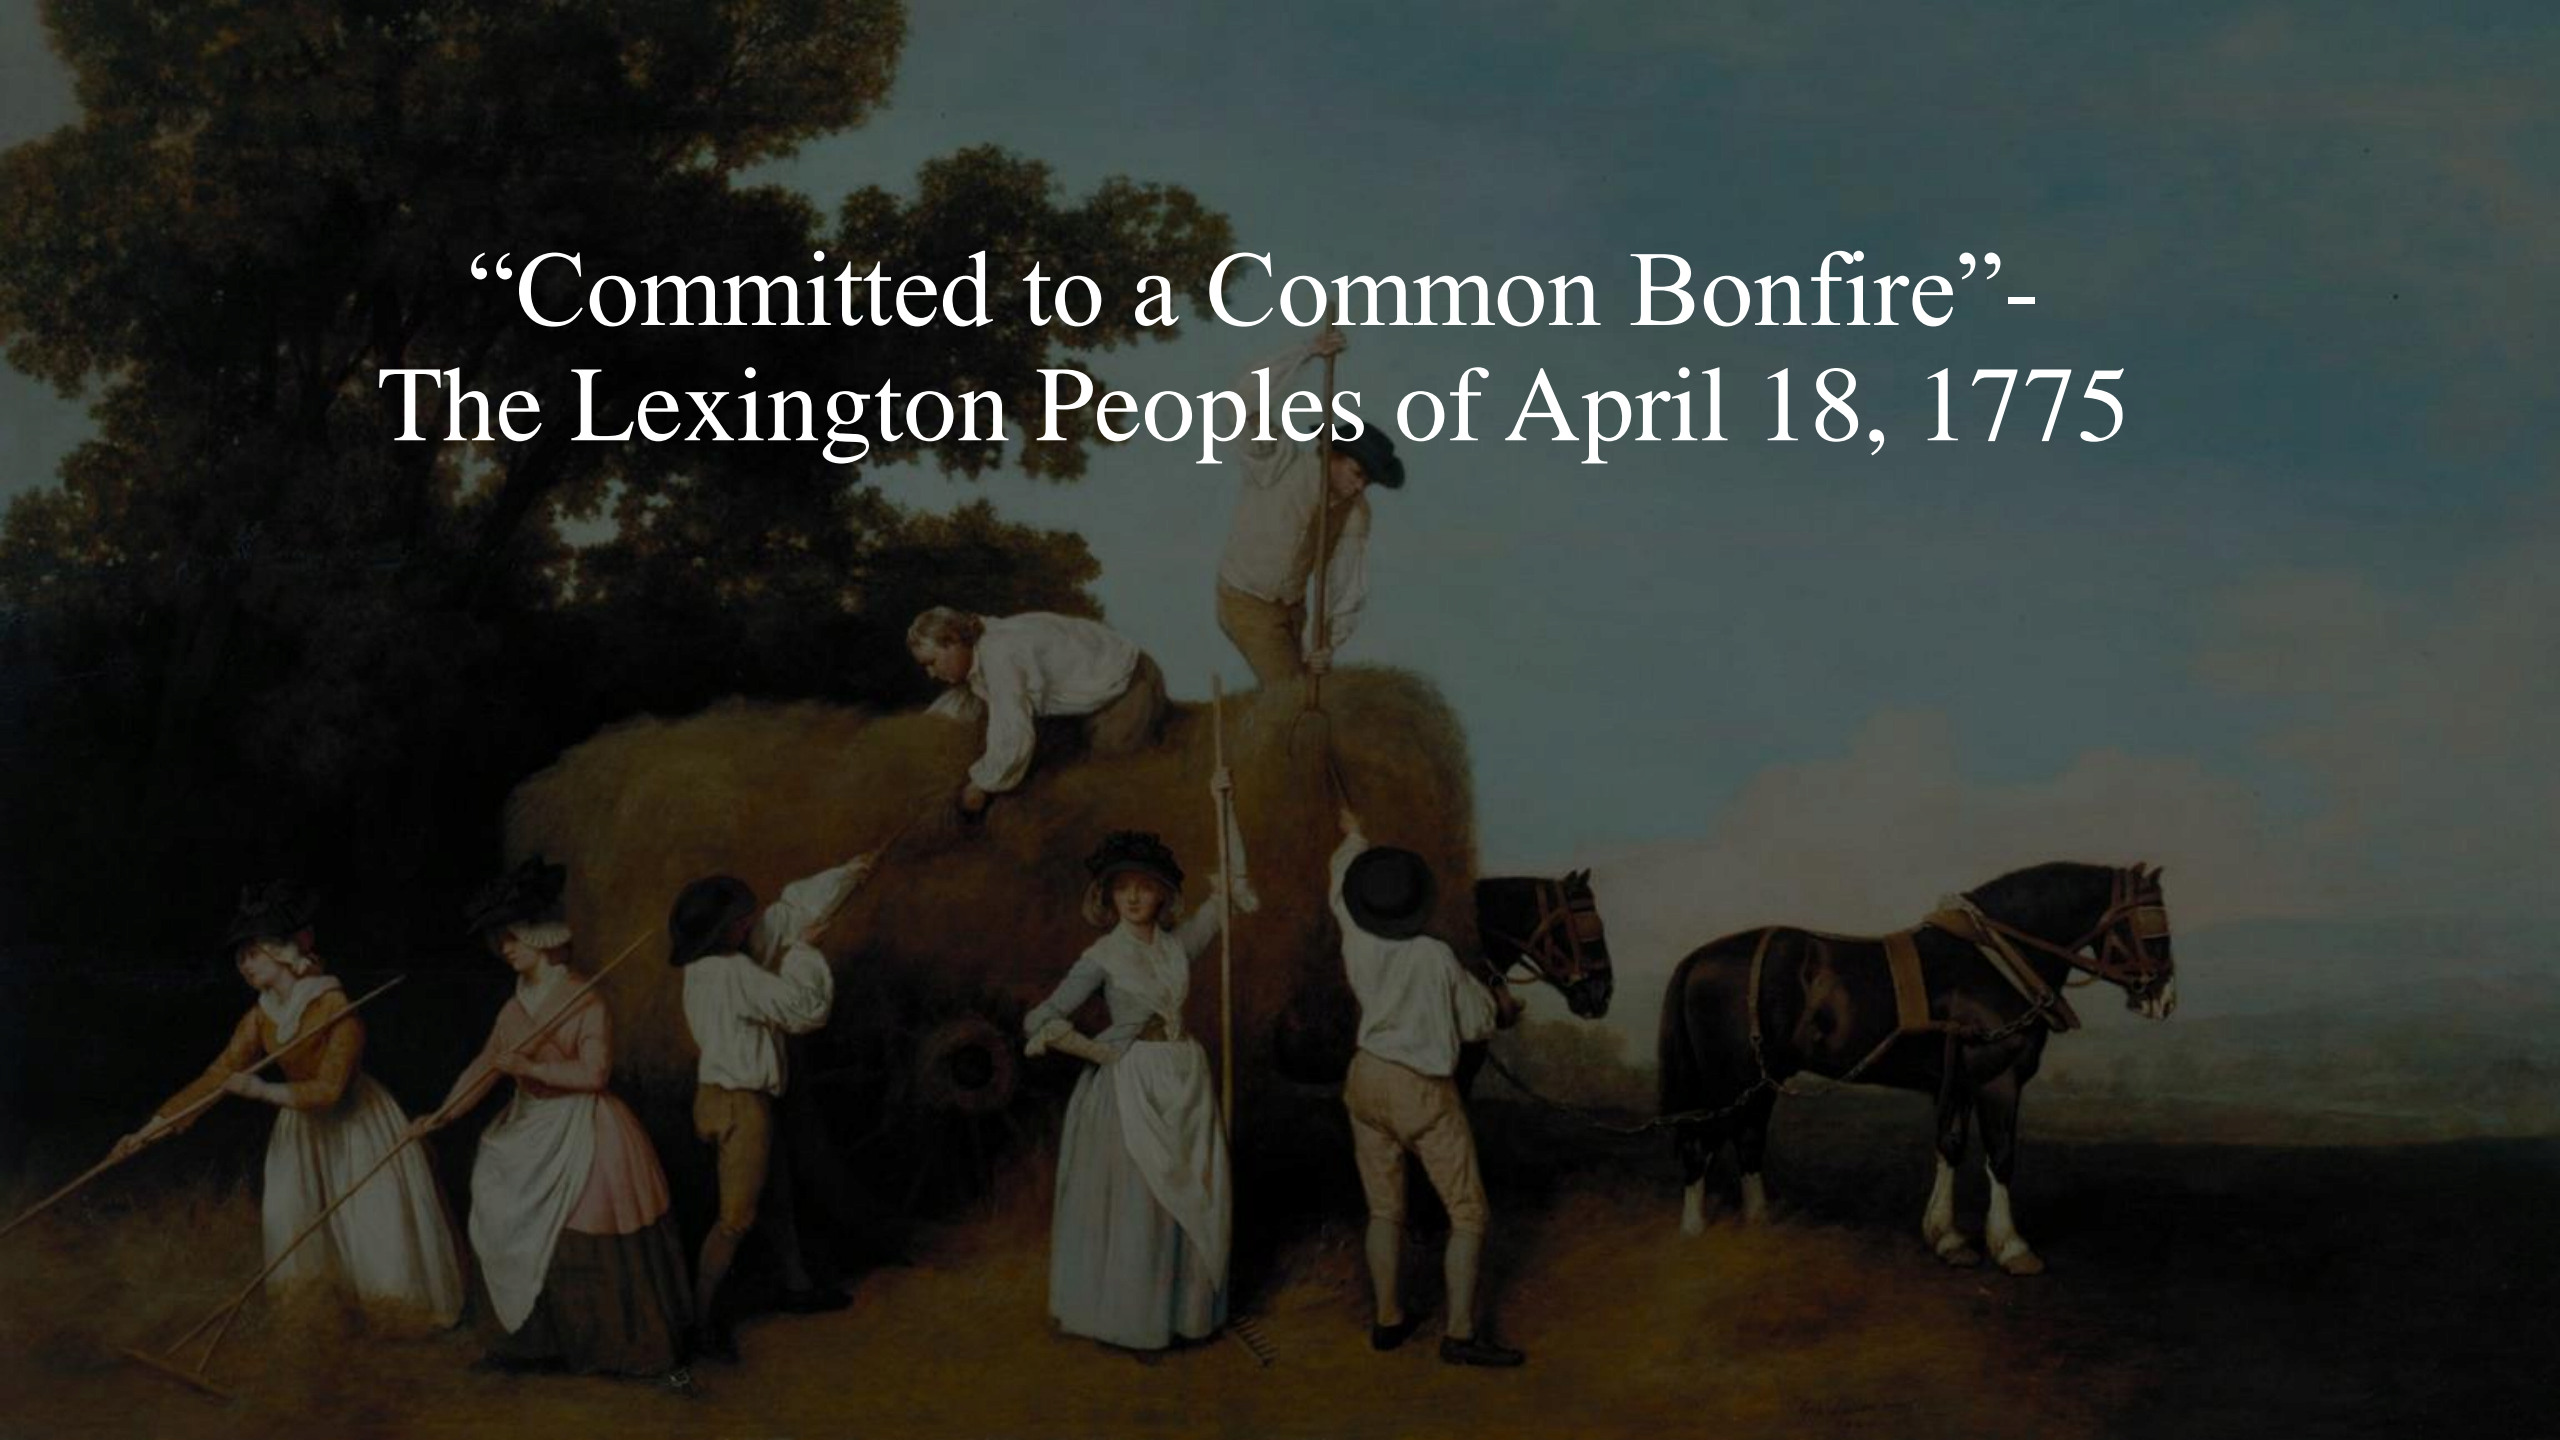 “Committed to a Common Bonfire”-
The Lexington Peoples of April 18, 1775